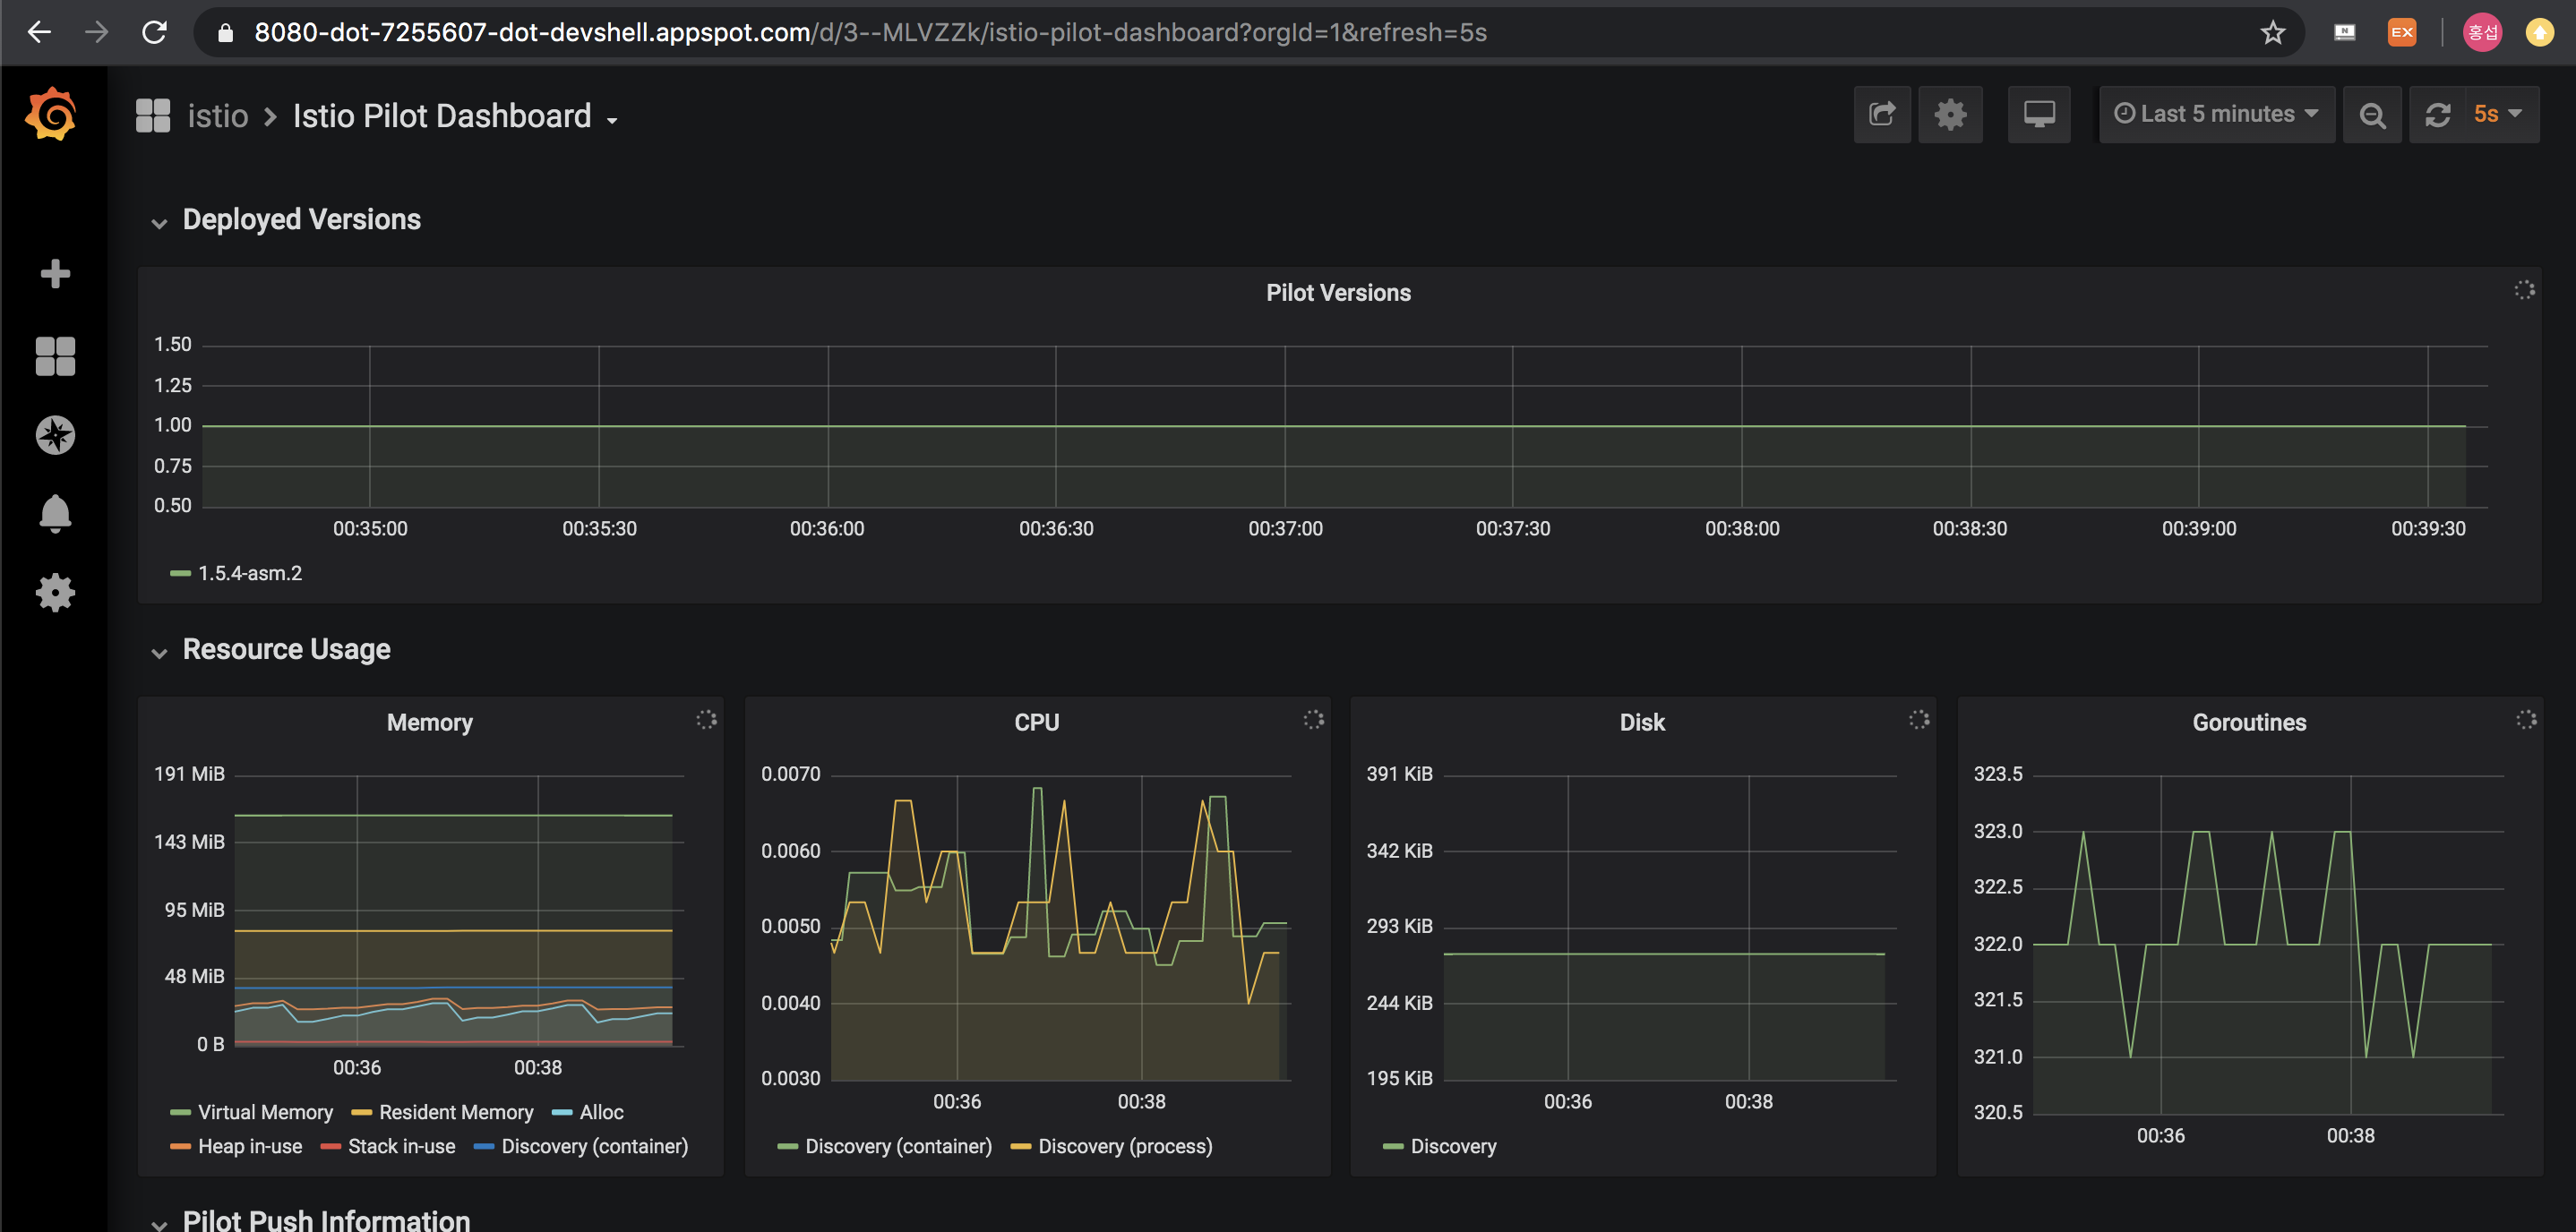 8080-dot-7255607-dot-devshell.appspot.com/d/3--MLVZZk/istio-pilot-dashboard?orgId=1&refresh=5s
N
EX
홍섭
istio > Istio Pilot Dashboard
Last 5 minutes
5s
Deployed Versions
Pilot Versions
1.50
1.25
1.00
0.75
0.50
00:35:00 00:35:30 00:36:00 00:36:30 00:37:00 00:37:30 00:38:00 00:38:30 00:39:00 00:39:30
1.5.4-asm.2
Resource Usage
Memory
191 MiB
143 MiB
95 MiB
48 MiB
0 B
00:36 00:38
Virtual Memory Resident Memory Alloc
Heap in-use Stack in-use Discovery (container)
CPU
0.0070
0.0060
0.0050
0.0040
0.0030
00:36 00:38
Discovery (container) Discovery (process)
Disk
391 KiB
342 KiB
293 KiB
244 KiB
195 KiB
00:36 00:38
Discovery
Goroutines
323.5
323.0
322.5
322.0
321.5
321.0
320.5
00:36 00:38
Pilot Push Information